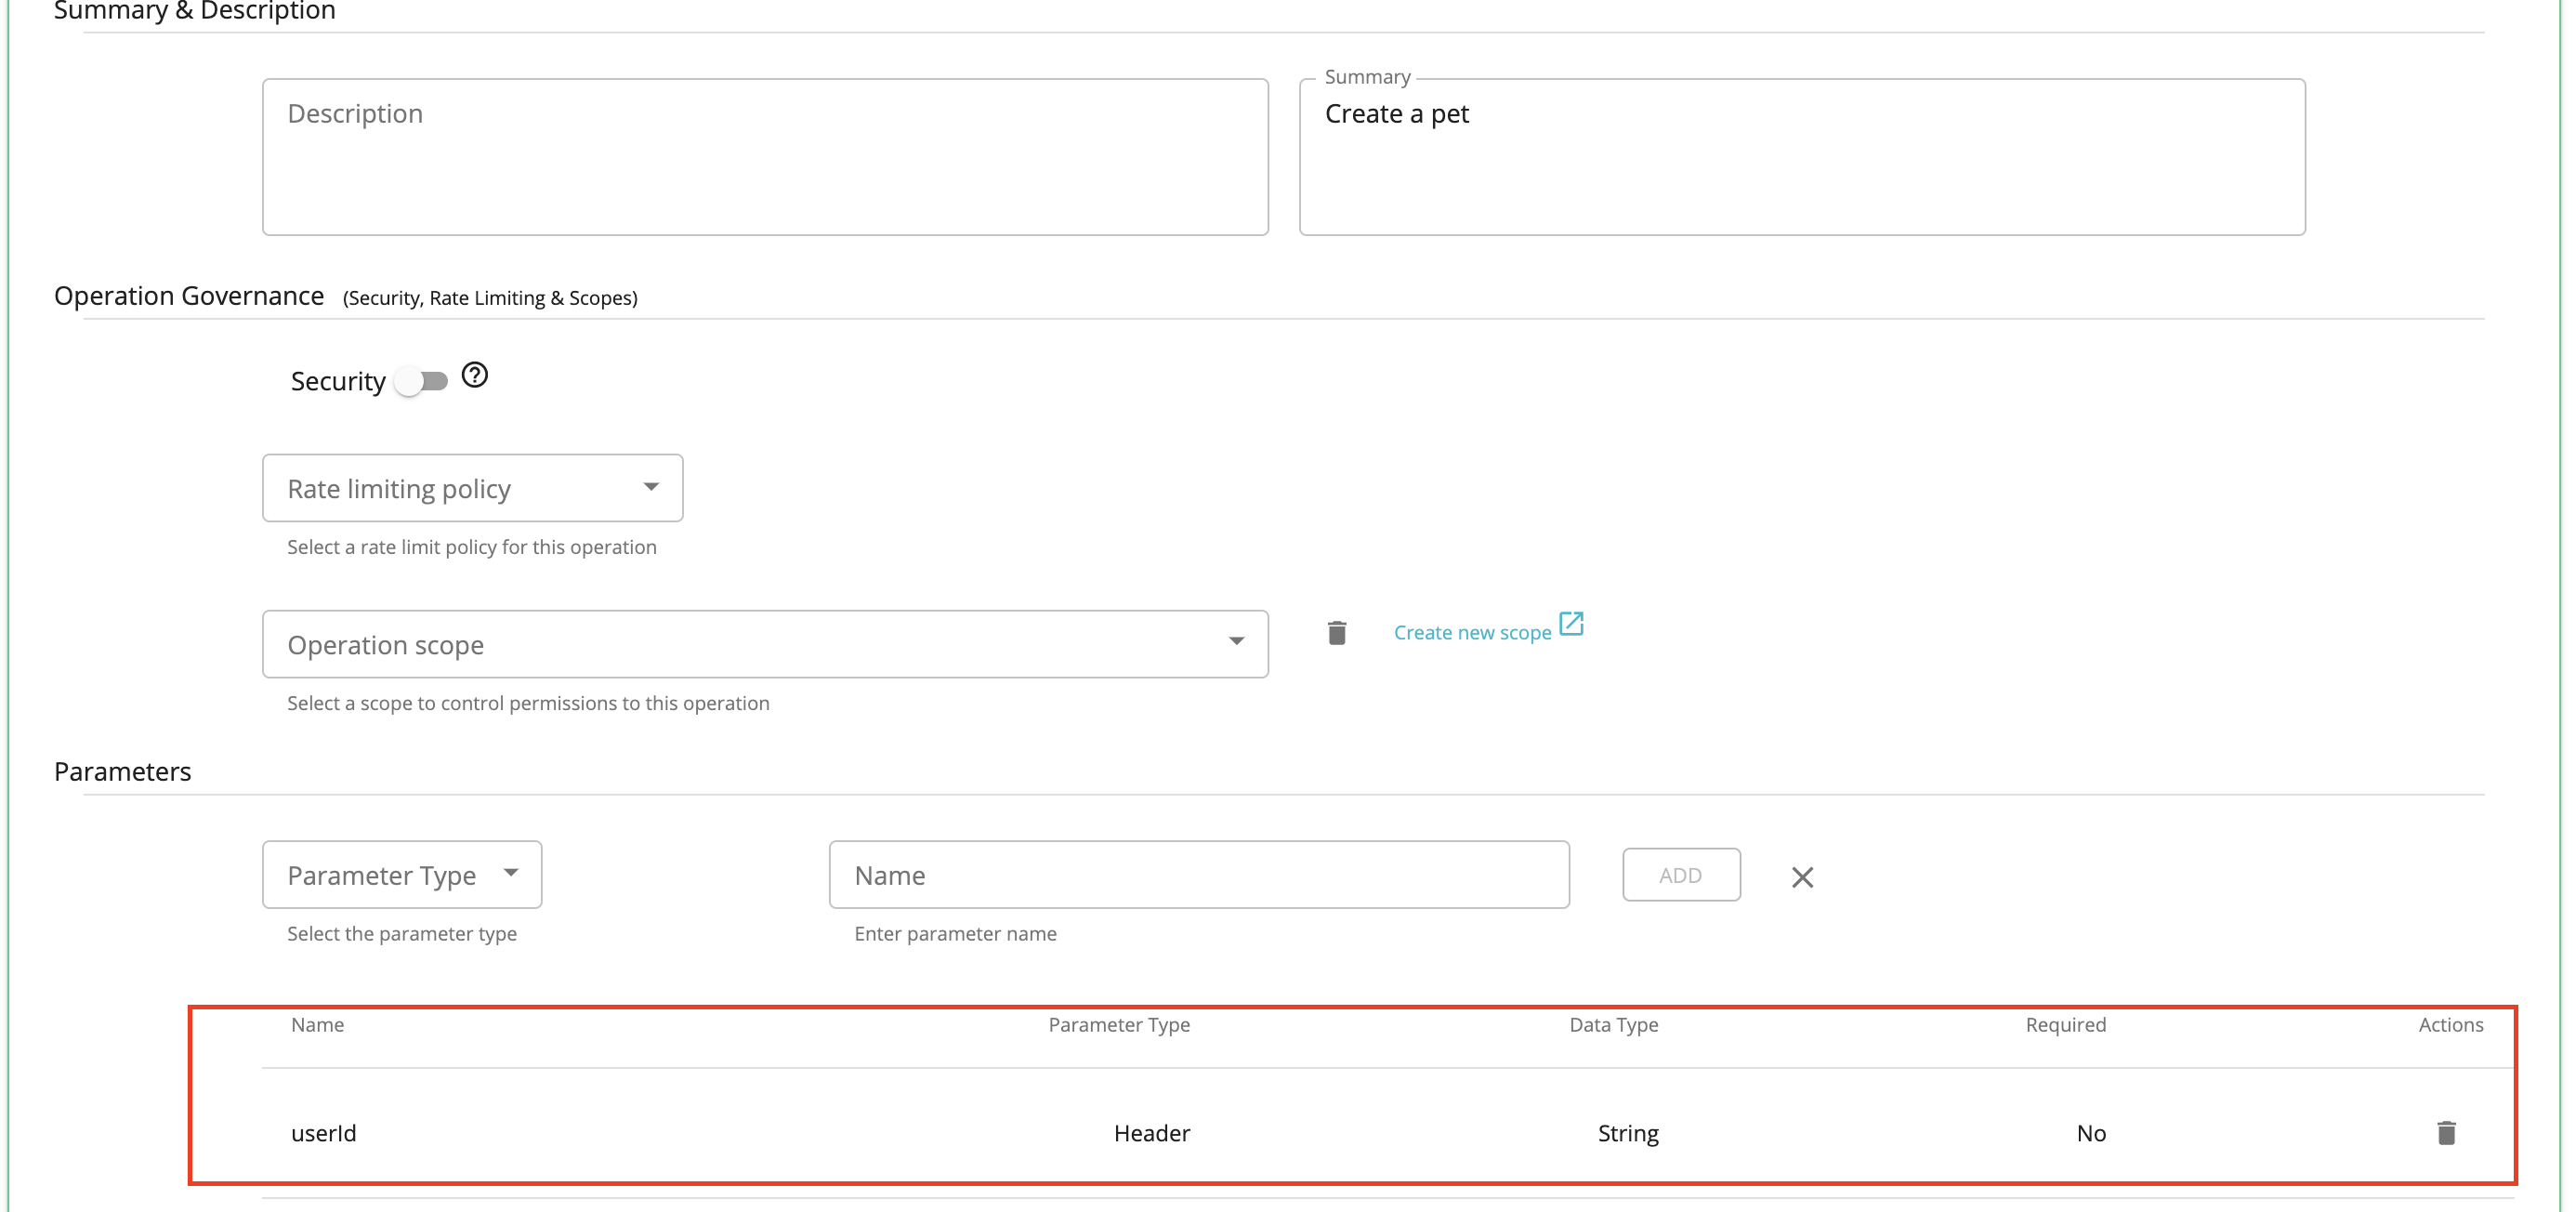 Summary & Description
Summary
Description
Create a pet
Operation Governance (Security, Rate Limiting & Scopes)
Security
Rate limiting policy
Select a rate limit policy for this operation
Operation scope
Create new scope
Select a scope to control permissions to this operation
Parameters
Parameter Type
Name
ADD
Select the parameter type
Enter parameter name
Name Parameter Type Data Type Required Actions
userId Header String No